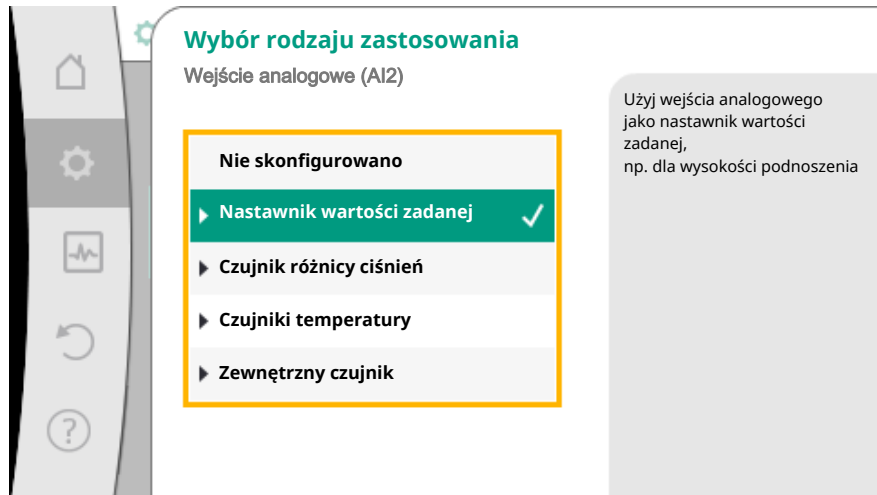 Wybór rodzaju zastosowania
Wejście analogowe (AI2)
Nie skonfigurowano
Nastawnik wartości zadanej
Czujnik różnicy ciśnień
Czujniki temperatury
Zewnętrzny czujnik
Użyj wejścia analogowego
jako nastawnik wartości
zadanej,
np. dla wysokości podnoszenia